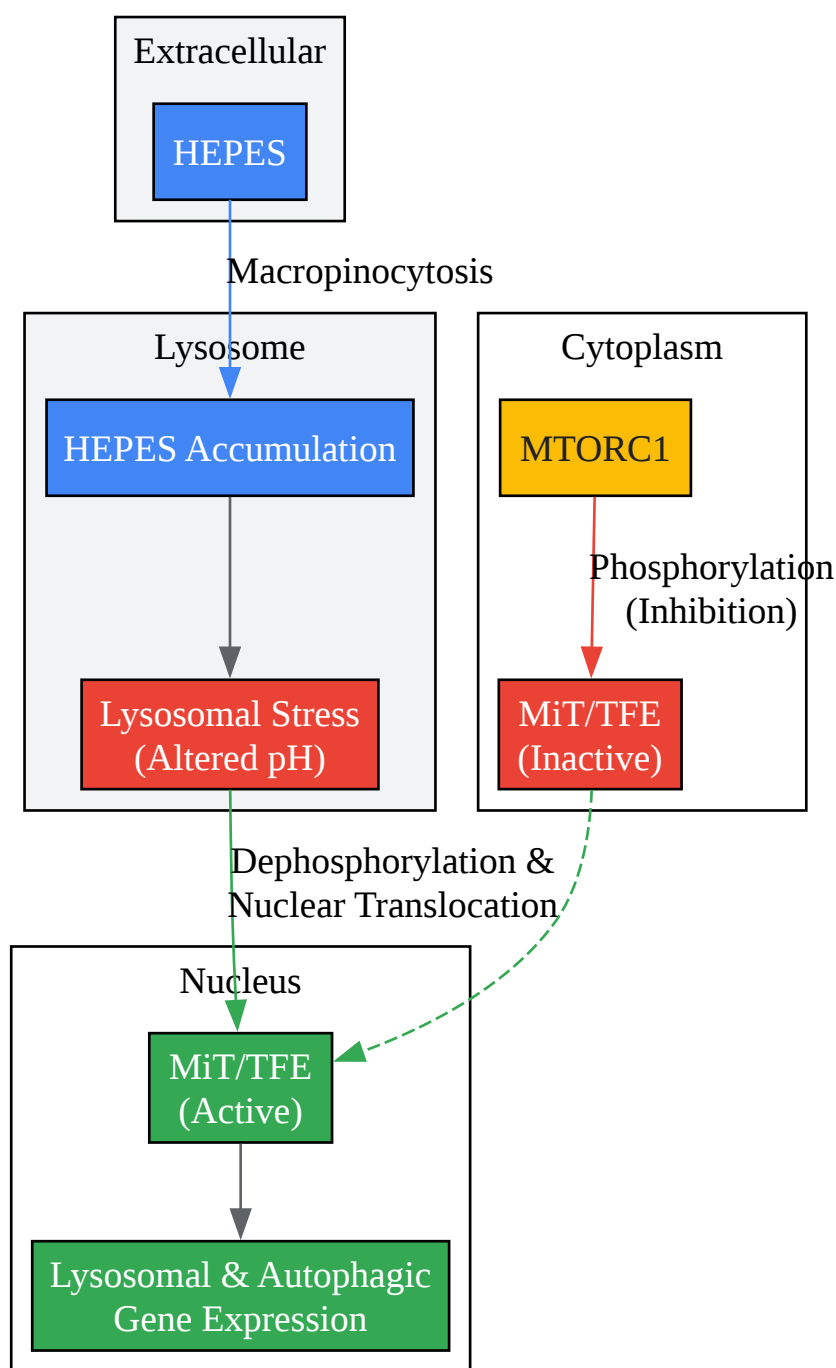 Extracellular
HEPES
Macropinocytosis
Lysosome
HEPES Accumulation
Lysosomal Stress
(Altered pH)
Cytoplasm
MTORC1
Phosphorylation
(Inhibition)
MiT/TFE
(Inactive)
Dephosphorylation &
Nuclear Translocation
Nucleus
MiT/TFE
(Active)
Lysosomal & Autophagic
Gene Expression